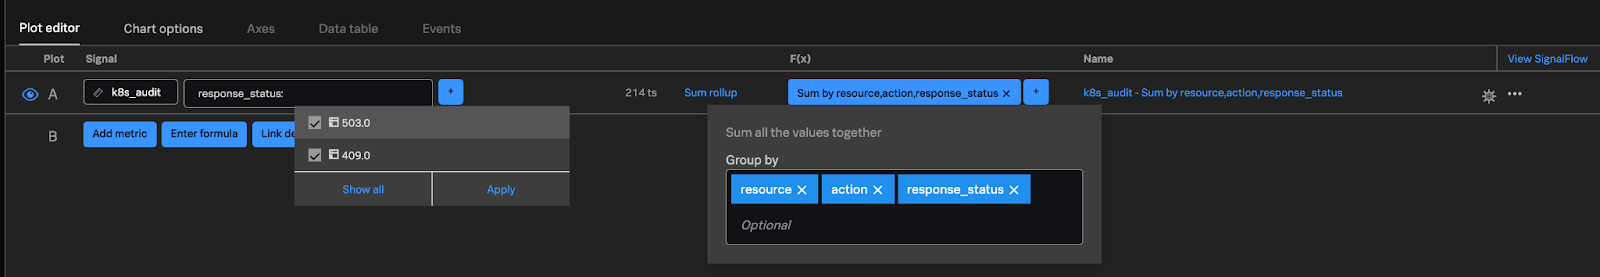 Plot editor Chart options Axes Data table Events
Plot Signal F(x) Name View SignalFlow
A k8s_audit response_status: + 214 ts Sum rollup Sum by resource,action,response_status × + k8s_audit - Sum by resource,action,response_status
B Add metric Enter formula Link de
503.0
409.0
Show all Apply
Sum all the values together
Group by
resource × action × response_status ×
Optional